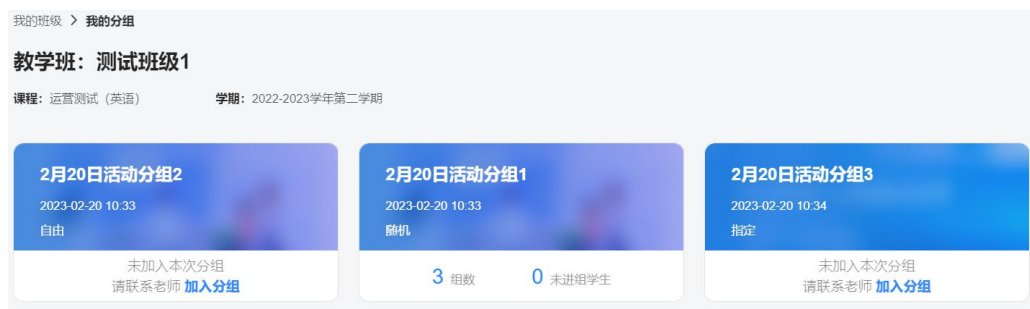 我的班级 > 我的分组
教学班：测试班级1
课程：运营测试（英语） 学期：2022-2023学年第二学期
2月20日活动分组2
2023-02-20 10:33
自由
未加入本次分组
请联系老师 加入分组
2月20日活动分组1
2023-02-20 10:33
随机
3 组数 0 未进组学生
2月20日活动分组3
2023-02-20 10:34
指定
未加入本次分组
请联系老师 加入分组